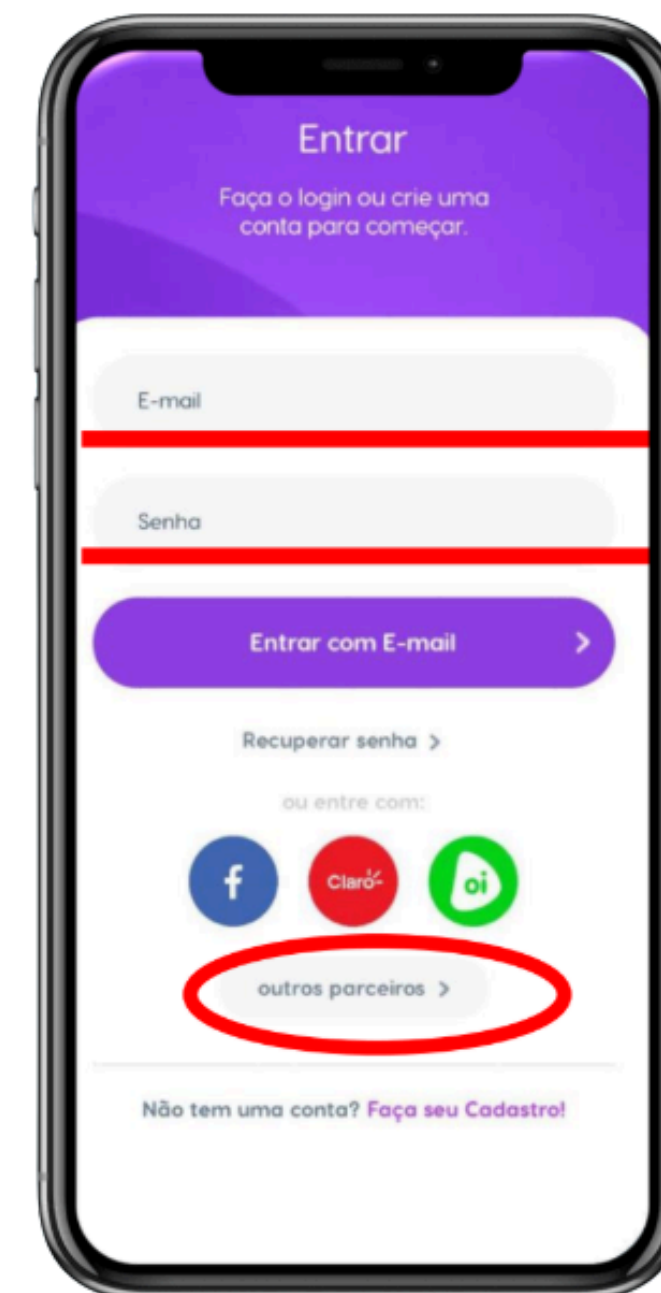 Entrar
Faça o login ou crie uma
conta para começar.
E-mail
Senha
Entrar com E-mail
Recuperar senha
ou entre com:
f Claro- oi
outros parceiros
Não tem uma conta? Faça seu Cadastro!